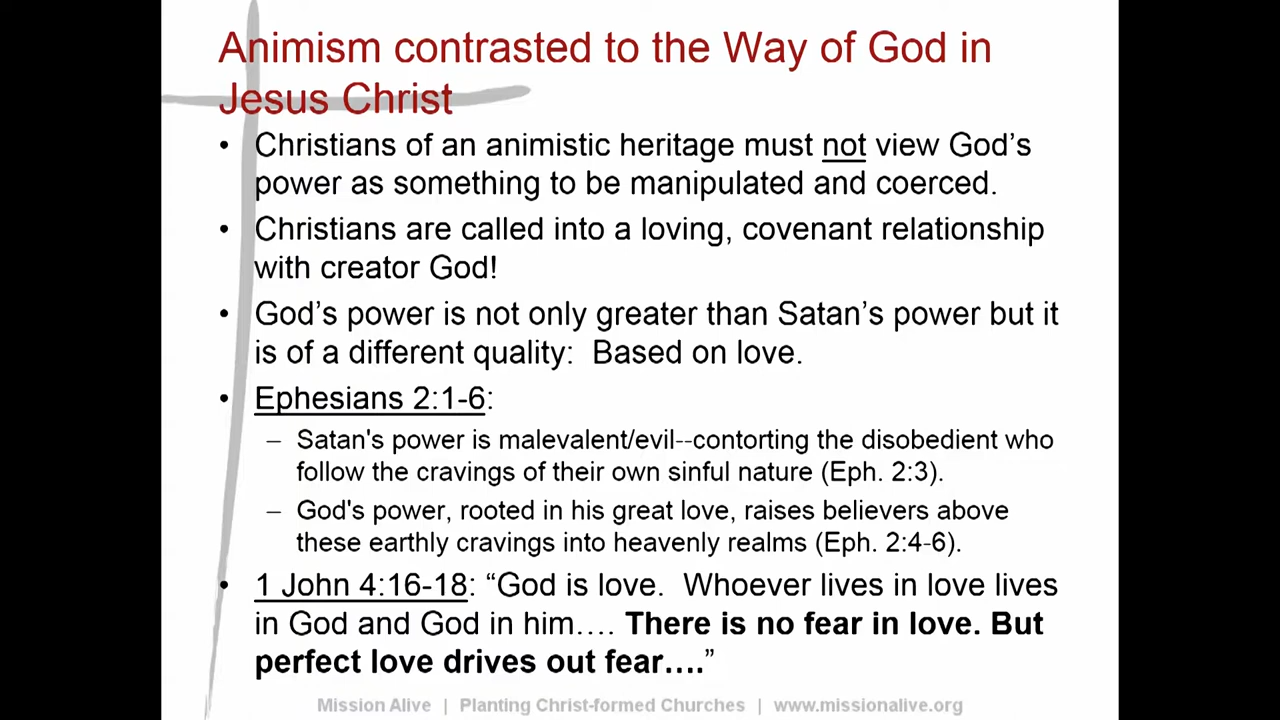 Animism contrasted to the Way of God in
Jesus Christ
• Christians of an animistic heritage must not view God’s
power as something to be manipulated and coerced.
• Christians are called into a loving, covenant relationship
with creator God!
• God’s power is not only greater than Satan’s power but it
is of a different quality:  Based on love.
• Ephesians 2:1-6:
– Satan's power is malevalent/evil--contorting the disobedient who
follow the cravings of their own sinful nature (Eph. 2:3).
– God's power, rooted in his great love, raises believers above
these earthly cravings into heavenly realms (Eph. 2:4-6).
• 1 John 4:16-18: “God is love.  Whoever lives in love lives
in God and God in him…. There is no fear in love. But
perfect love drives out fear….”
Mission Alive | Planting Christ-formed Churches | www.missionalive.org